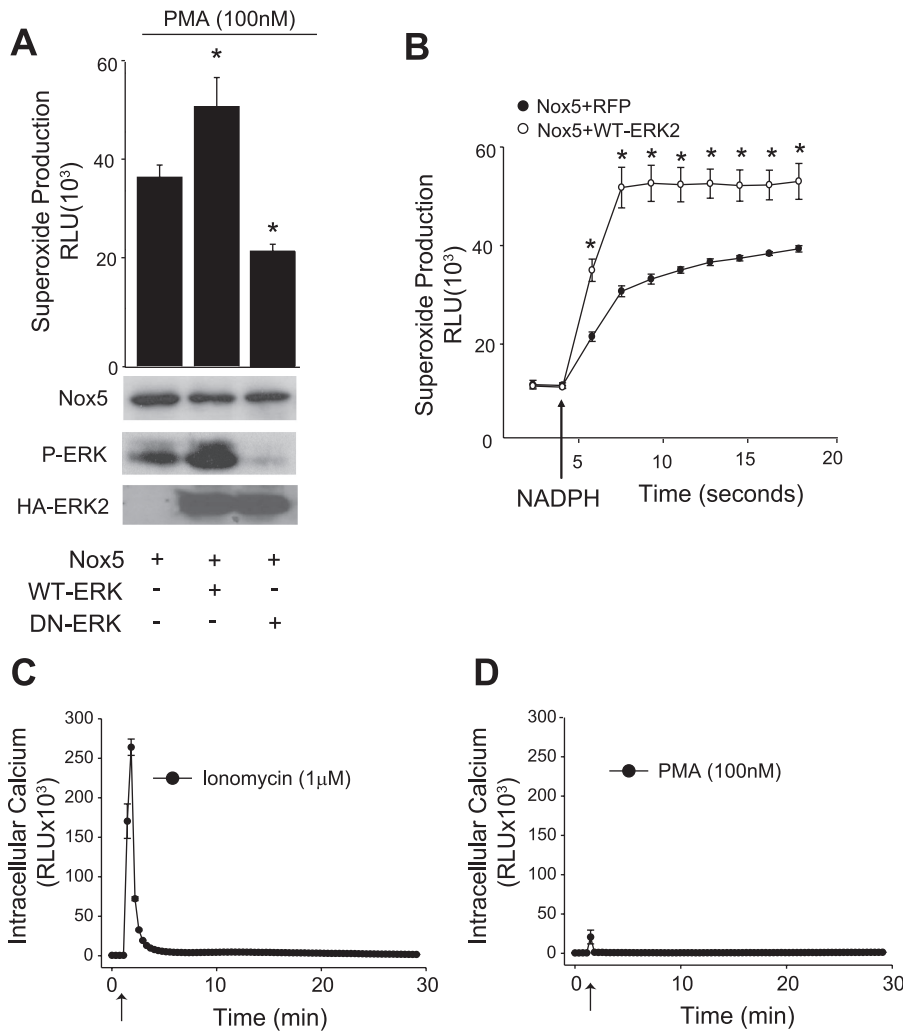 A
PMA (100nM)
Superoxide Production
RLU(10³)
60
40
20
0
*
*
Nox5
P-ERK
HA-ERK2
Nox5 + + +
WT-ERK - + -
DN-ERK - - +
B
Nox5+RFP
Nox5+WT-ERK2
Superoxide Production
RLU(10³)
60
40
20
0
* * * * * * * *
5 10 15 20
NADPH
Time (seconds)
C
Intracellular Calcium
(RLUx10³)
300
250
200
150
100
50
0
Ionomycin (1μM)
0 10 20 30
Time (min)
D
Intracellular Calcium
(RLUx10³)
300
250
200
150
100
50
0
PMA (100nM)
0 10 20 30
Time (min)